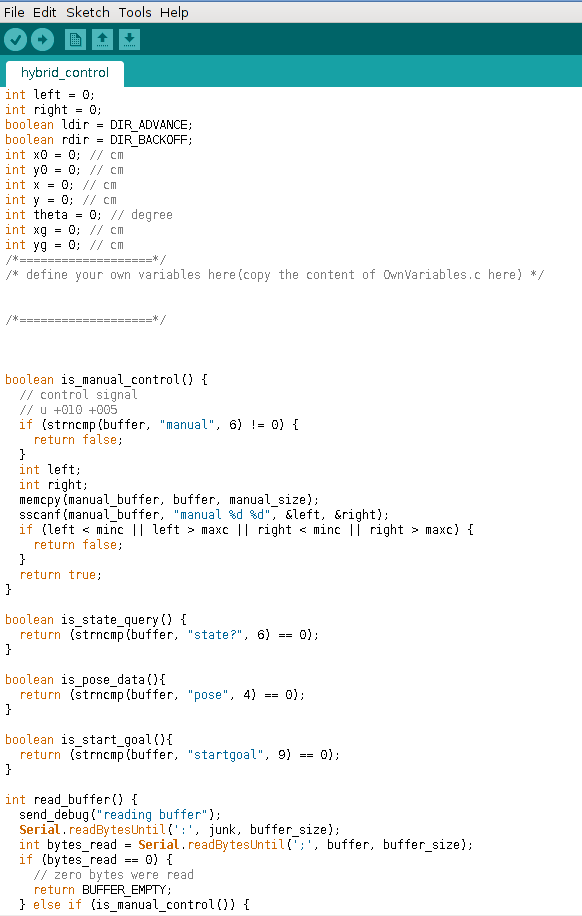 File Edit Sketch Tools Help
hybrid_control
int left = 0;
int right = 0;
boolean ldir = DIR_ADVANCE;
boolean rdir = DIR_BACKOFF;
int x0 = 0; // cm
int y0 = 0; // cm
int x = 0; // cm
int y = 0; // cm
int theta = 0; // degree
int xg = 0; // cm
int yg = 0; // cm
/*===================*/
/* define your own variables here(copy the content of OwnVariables.c here) */
/*===================*/
boolean is_manual_control() {
  // control signal
  // u +010 +005
  if (strncmp(buffer, "manual", 6) != 0) {
    return false;
  }
  int left;
  int right;
  memcpy(manual_buffer, buffer, manual_size);
  sscanf(manual_buffer, "manual %d %d", &left, &right);
  if (left < minc || left > maxc || right < minc || right > maxc) {
    return false;
  }
  return true;
}
boolean is_state_query() {
  return (strncmp(buffer, "state?", 6) == 0);
}
boolean is_pose_data(){
  return (strncmp(buffer, "pose", 4) == 0);
}
boolean is_start_goal(){
  return (strncmp(buffer, "startgoal", 9) == 0);
}
int read_buffer() {
  send_debug("reading buffer");
  Serial.readBytesUntil(':', junk, buffer_size);
  int bytes_read = Serial.readBytesUntil(';', buffer, buffer_size);
  if (bytes_read == 0) {
    // zero bytes were read
    return BUFFER_EMPTY;
  } else if (is_manual_control()) {